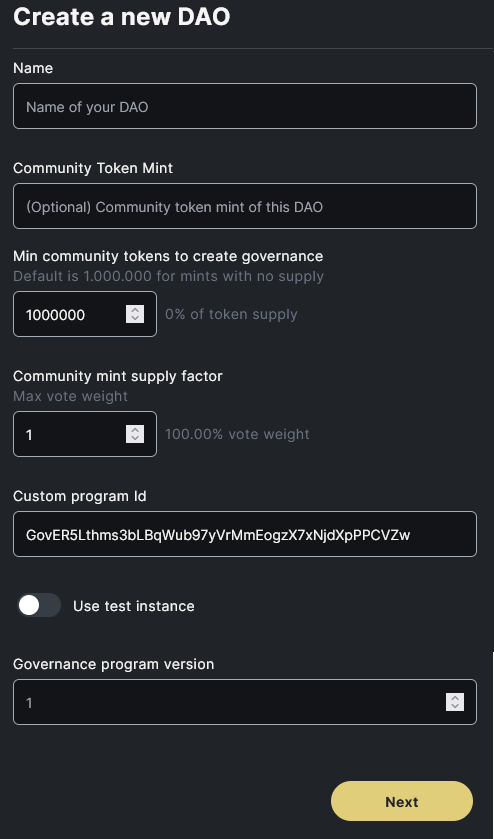 Create a new DAO
Name
Name of your DAO
Community Token Mint
(Optional) Community token mint of this DAO
Min community tokens to create governance
Default is 1.000.000 for mints with no supply
1000000
0% of token supply
Community mint supply factor
Max vote weight
1
100.00% vote weight
Custom program Id
GovER5Lthms3bLBqWub97yVrMmEogzX7xNjdXpPPCVZw
Use test instance
Governance program version
1
Next